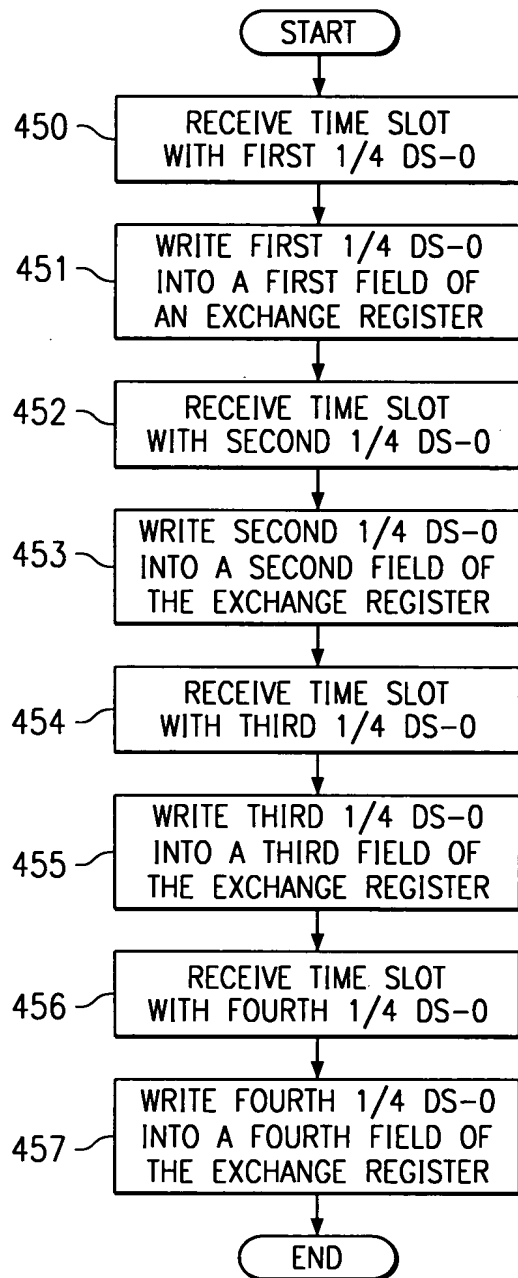 START
450
RECEIVE TIME SLOT
WITH FIRST 1/4 DS-0
451
WRITE FIRST 1/4 DS-0
INTO A FIRST FIELD OF
AN EXCHANGE REGISTER
452
RECEIVE TIME SLOT
WITH SECOND 1/4 DS-0
453
WRITE SECOND 1/4 DS-0
INTO A SECOND FIELD OF
THE EXCHANGE REGISTER
454
RECEIVE TIME SLOT
WITH THIRD 1/4 DS-0
455
WRITE THIRD 1/4 DS-0
INTO A THIRD FIELD OF
THE EXCHANGE REGISTER
456
RECEIVE TIME SLOT
WITH FOURTH 1/4 DS-0
457
WRITE FOURTH 1/4 DS-0
INTO A FOURTH FIELD OF
THE EXCHANGE REGISTER
END